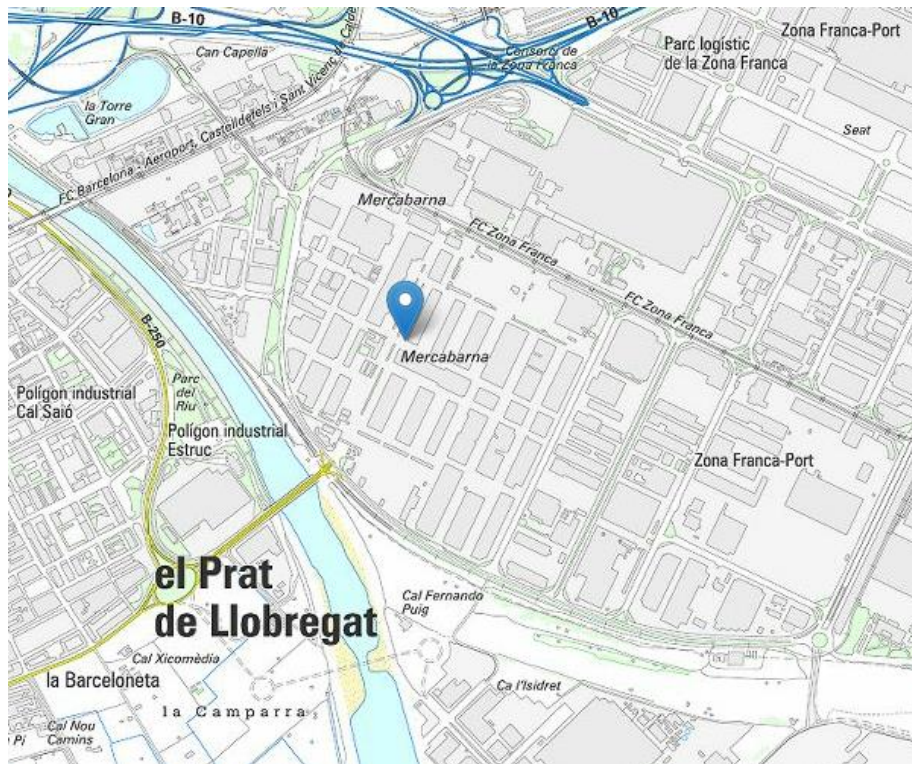 B-10
B-10
Zona Franca-Port
Can Capella
Consorci de
la Zona Franca
Parc logístic
de la Zona Franca
la Torre
Gran
Seat
FC Barcelona - Aeroport, Castelldefels i Sant Vicenç de Calde
Mercabarna
FC Zona Franca
FC Zona Franca
B-250
Mercabarna
Parc
del
Riu
Polígon industrial
Cal Saió
Polígon industrial
Estruc
Zona Franca-Port
el Prat
de Llobregat
Cal Fernando
Puig
Cal Xicomèdia
la Barceloneta
Ca l'Isidret
la Camparra
Cal Nou
Camins
Pi